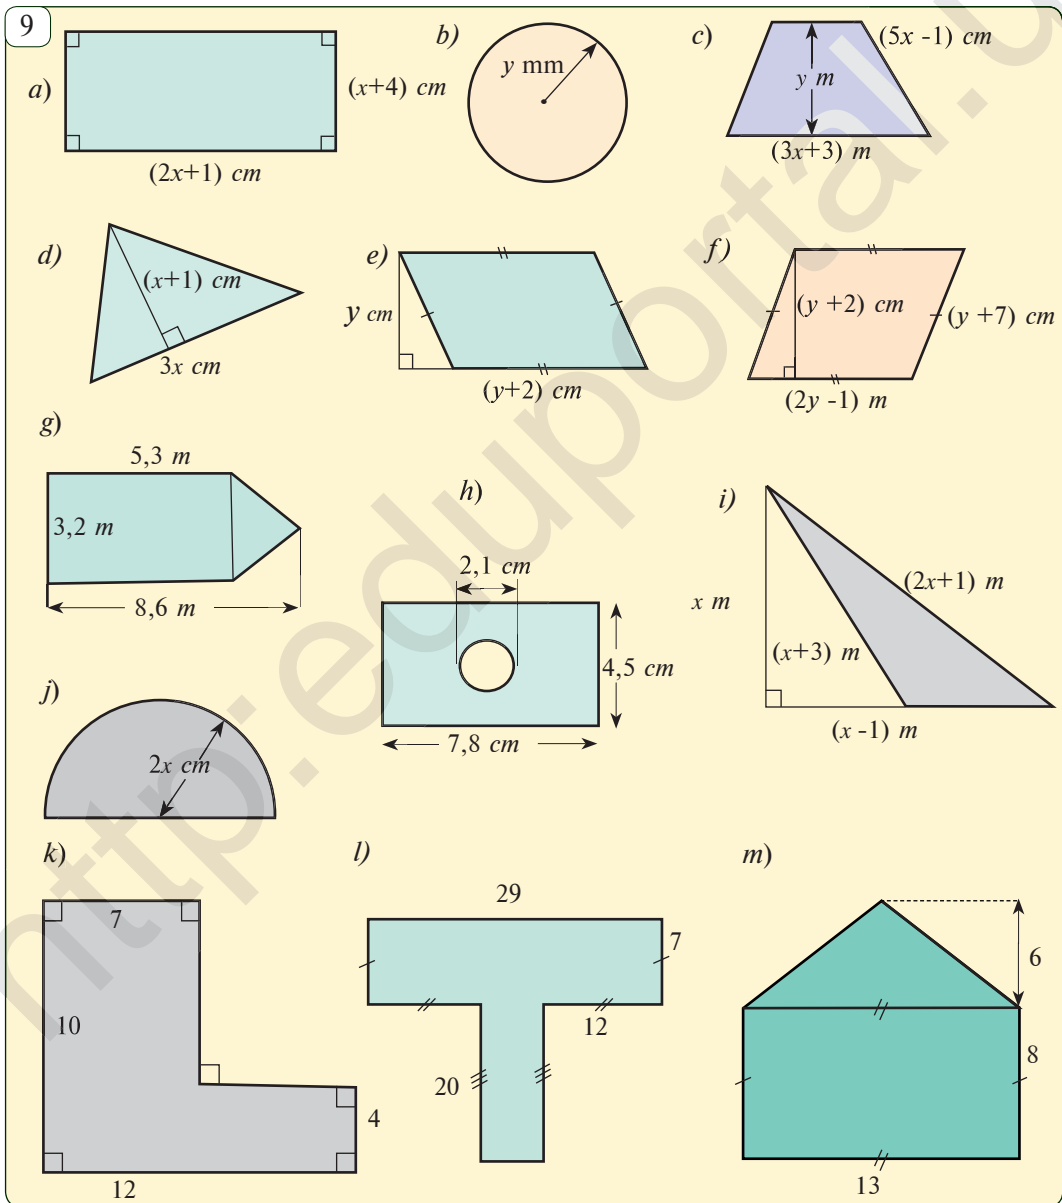 9
a)
(x+4) cm
(2x+1) cm
b)
y mm
c)
(5x -1) cm
y m
(3x+3) m
d)
(x+1) cm
3x cm
e)
y cm
(y+2) cm
f)
(y +2) cm
(y +7) cm
(2y -1) m
g)
5,3 m
3,2 m
8,6 m
h)
2,1 cm
4,5 cm
7,8 cm
i)
(2x+1) m
x m
(x+3) m
(x -1) m
j)
2x cm
k)
7
10
4
12
l)
29
7
12
20
m)
6
8
13
http:eduportal.u